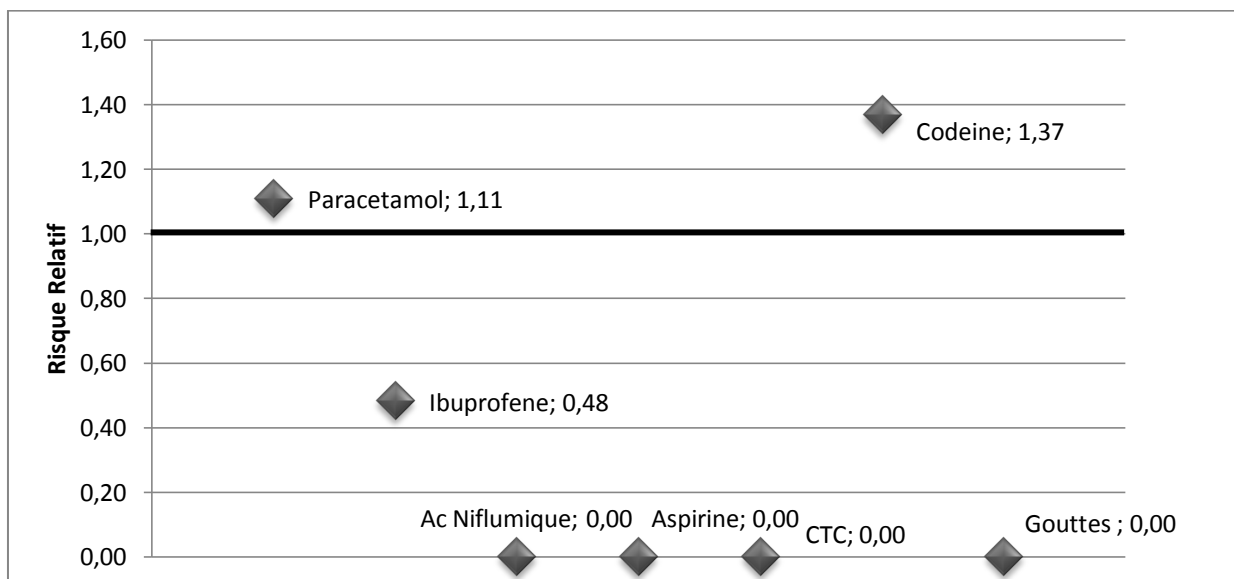 1,60
1,40
Codeine; 1,37
1,20
Paracetamol; 1,11
1,00
Risque Relatif
0,80
0,60
Ibuprofene; 0,48
0,40
0,20
Ac Niflumique; 0,00
Aspirine; 0,00
CTC; 0,00
Gouttes ; 0,00
0,00